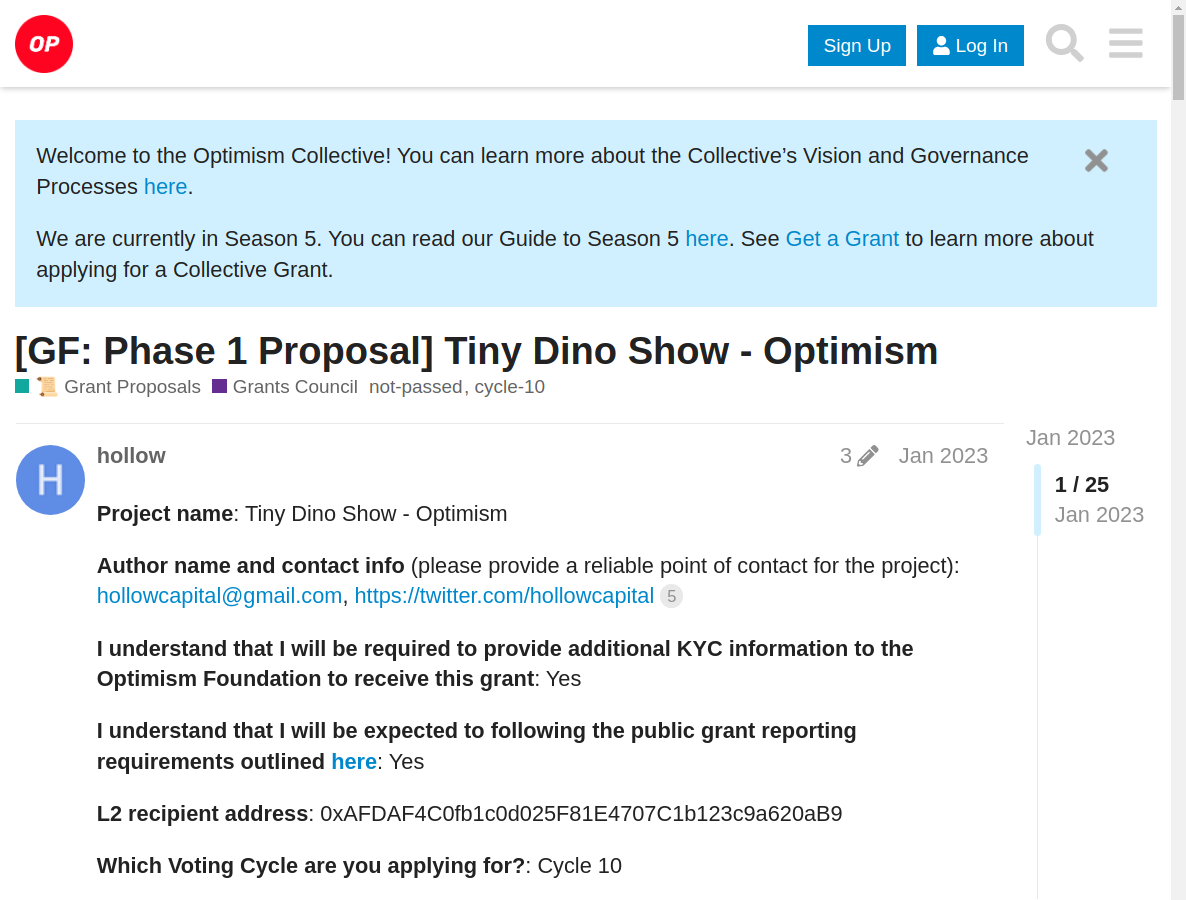 OP
Sign Up
Log In
Welcome to the Optimism Collective! You can learn more about the Collective’s Vision and Governance
Processes here.
We are currently in Season 5. You can read our Guide to Season 5 here. See Get a Grant to learn more about
applying for a Collective Grant.
[GF: Phase 1 Proposal] Tiny Dino Show - Optimism
Grant Proposals Grants Council not-passed, cycle-10
H
hollow
3
Jan 2023
Jan 2023
1 / 25
Jan 2023
Project name: Tiny Dino Show - Optimism
Author name and contact info (please provide a reliable point of contact for the project):
hollowcapital@gmail.com, https://twitter.com/hollowcapital 5
I understand that I will be required to provide additional KYC information to the
Optimism Foundation to receive this grant: Yes
I understand that I will be expected to following the public grant reporting
requirements outlined here: Yes
L2 recipient address: 0xAFDAF4C0fb1c0d025F81E4707C1b123c9a620aB9
Which Voting Cycle are you applying for?: Cycle 10